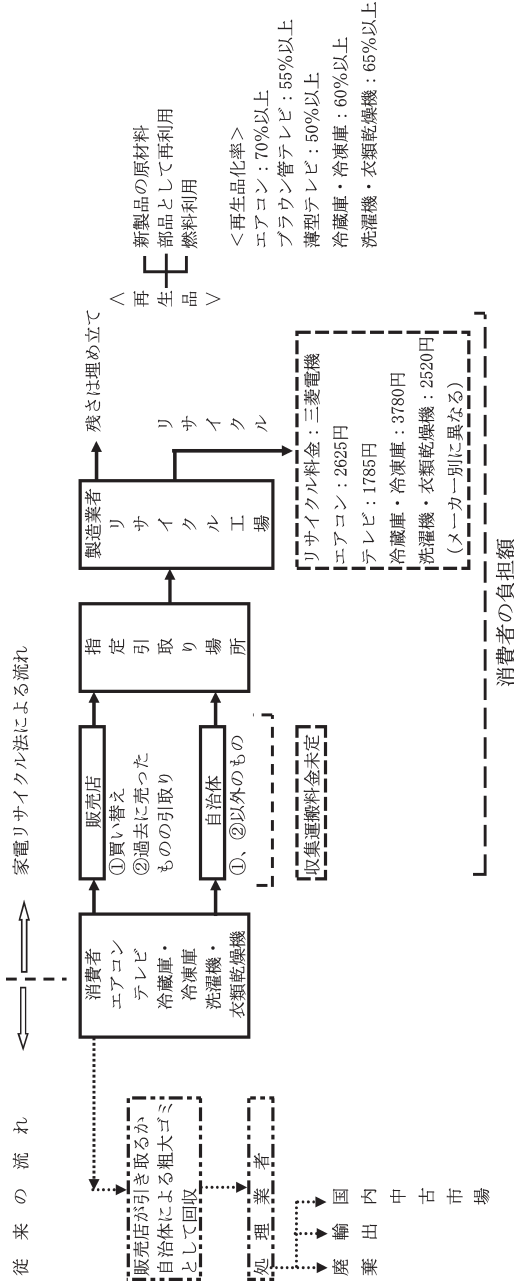 従来の流れ
家電リサイクル法による流れ
消費者
エアコン
テレビ
冷蔵庫・
冷凍庫
洗濯機・
衣類乾燥機
販売店が引き取るか
自治体による粗大ゴミ
として回収
処理業者
廃棄
輸出
国内中古市場
販売店
①買い替え
②過去に売った
ものの引取り
自治体
①、②以外のもの
収集運搬料金未定
指定引取り場所
製造業者
リサイクル工場
残さは埋め立て
リサイクル
<再生品>
新製品の原材料
部品として再利用
燃料利用
<再生品化率>
エアコン：70%以上
ブラウン管テレビ：55%以上
薄型テレビ：50%以上
冷蔵庫・冷凍庫：60%以上
洗濯機・衣類乾燥機：65%以上
リサイクル料金：三菱電機
エアコン：2625円
テレビ：1785円
冷蔵庫・冷凍庫：3780円
洗濯機・衣類乾燥機：2520円
（メーカー別に異なる）
消費者の負担額